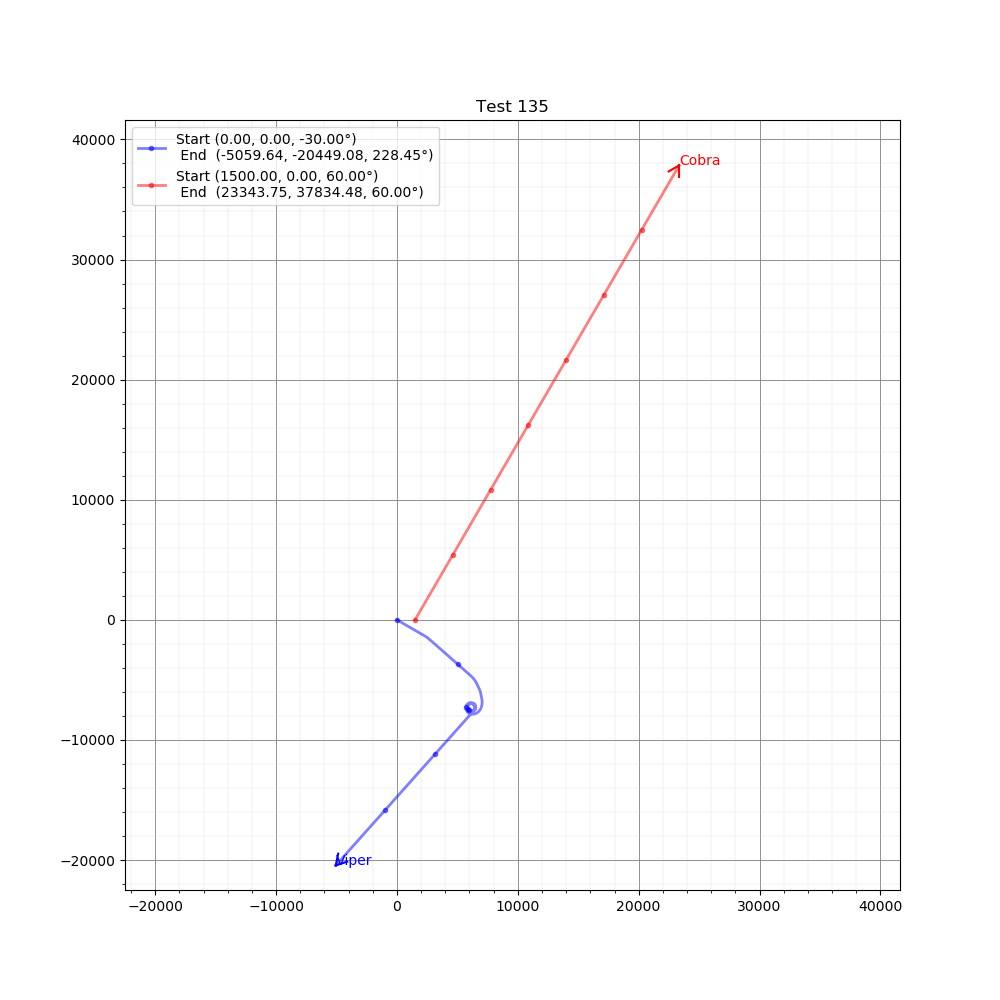 Test 135
Start (0.00, 0.00, -30.00°)
End (-5059.64, -20449.08, 228.45°)
Start (1500.00, 0.00, 60.00°)
End (23343.75, 37834.48, 60.00°)
Cobra
40000
30000
20000
10000
0
−10000
−20000
Viper
−20000 −10000 0 10000 20000 30000 40000